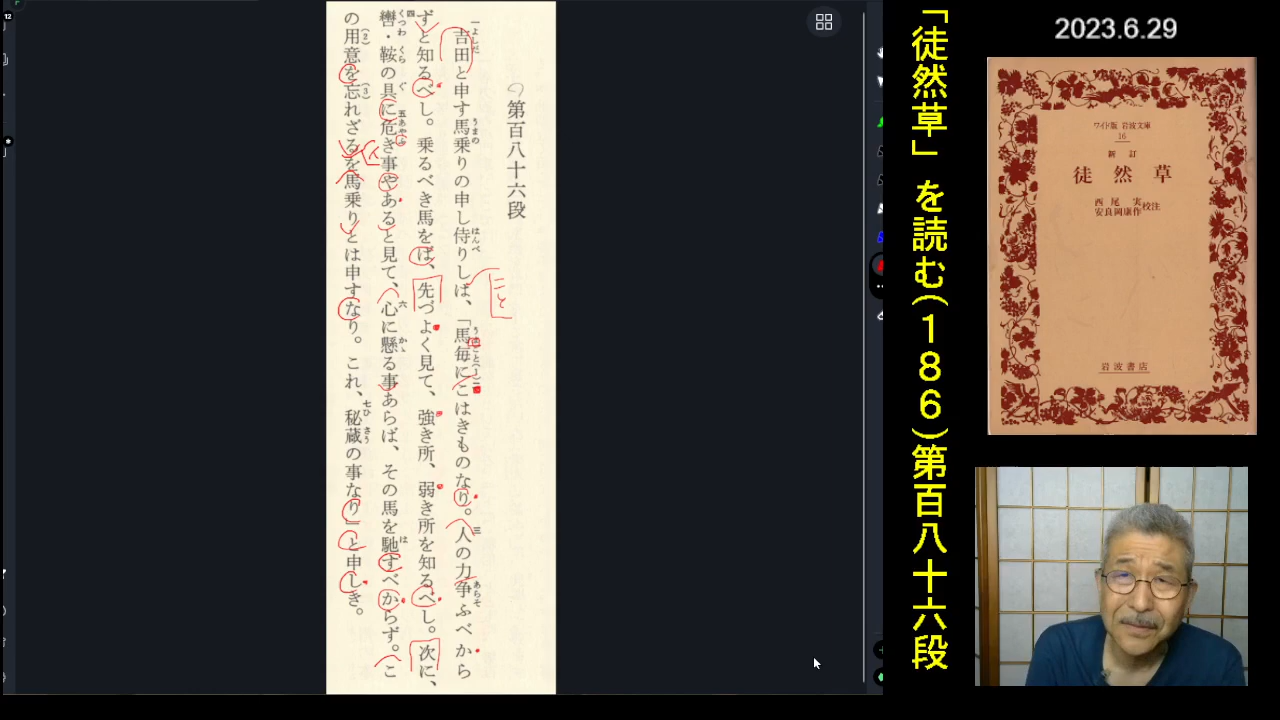 第百八十六段
吉田と申す馬乗りの申し侍りしば、「馬毎にこはきものなり。人の力争ふべから
ずと知るべし。乗るべき馬をば、先づよく見て、強き所、弱き所を知るべし。次に、
轡・鞍の具に危き事やあると見て、心に懸る事あらば、その馬を馳すべからず。こ
の用意を忘れざるを馬乗りとは申すなり。これ、秘蔵の事なり」と申しき。
こと
「徒然草」を読む(186)第百八十六段
2023.6.29
ワイド版 岩波文庫
16
新訂
徒然草
西尾実
安良岡康作
校注
岩波書店